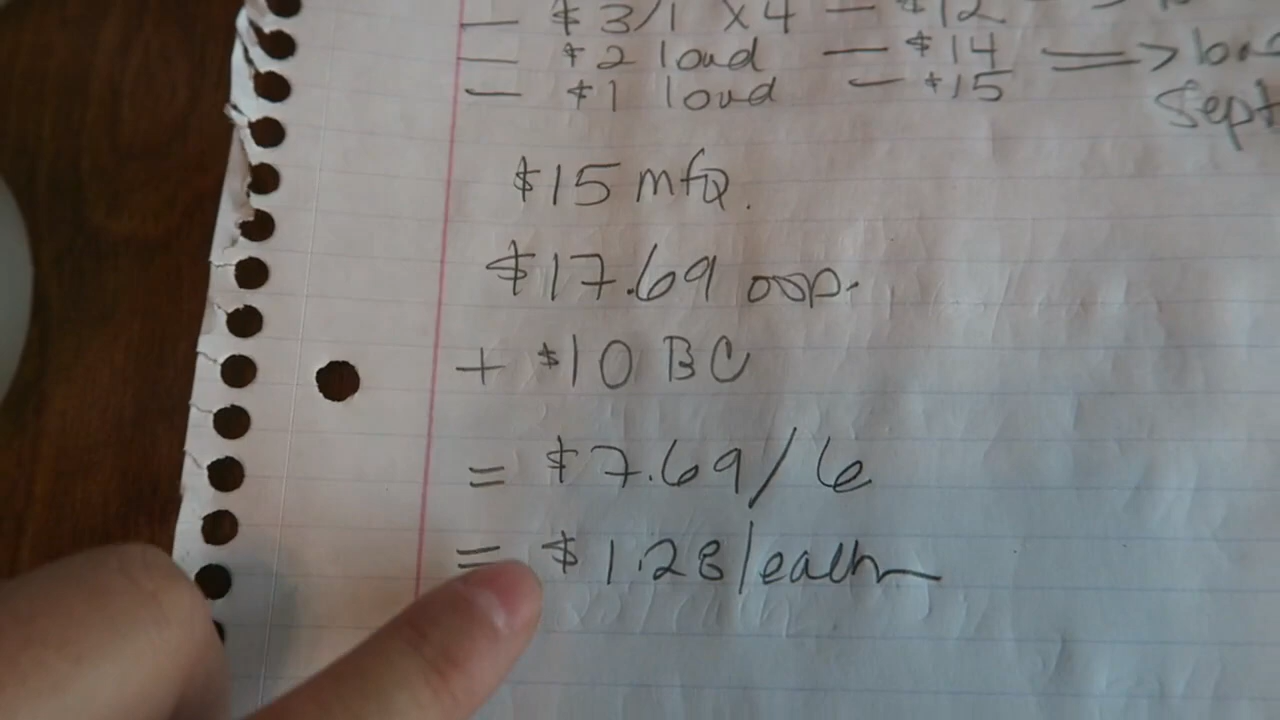 — $3/1 x4 — $12
— $2 load — $14 ⟹
— $1 load — $15 Sept
$15 mfQ.
$17.69 oop.
+ $10 BC
= $7.69/6
= $1.28/each